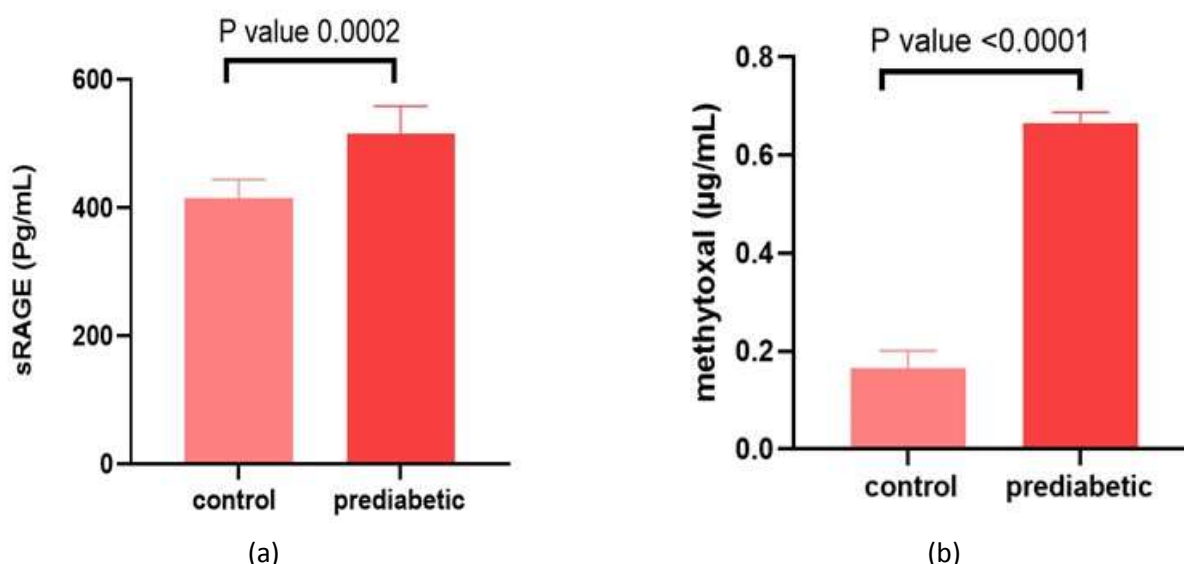 P value 0.0002
600
400
200
0
sRAGE (Pg/mL)
control prediabetic
(a)
P value <0.0001
0.8
0.6
0.4
0.2
0.0
methytoxal (µg/mL)
control prediabetic
(b)